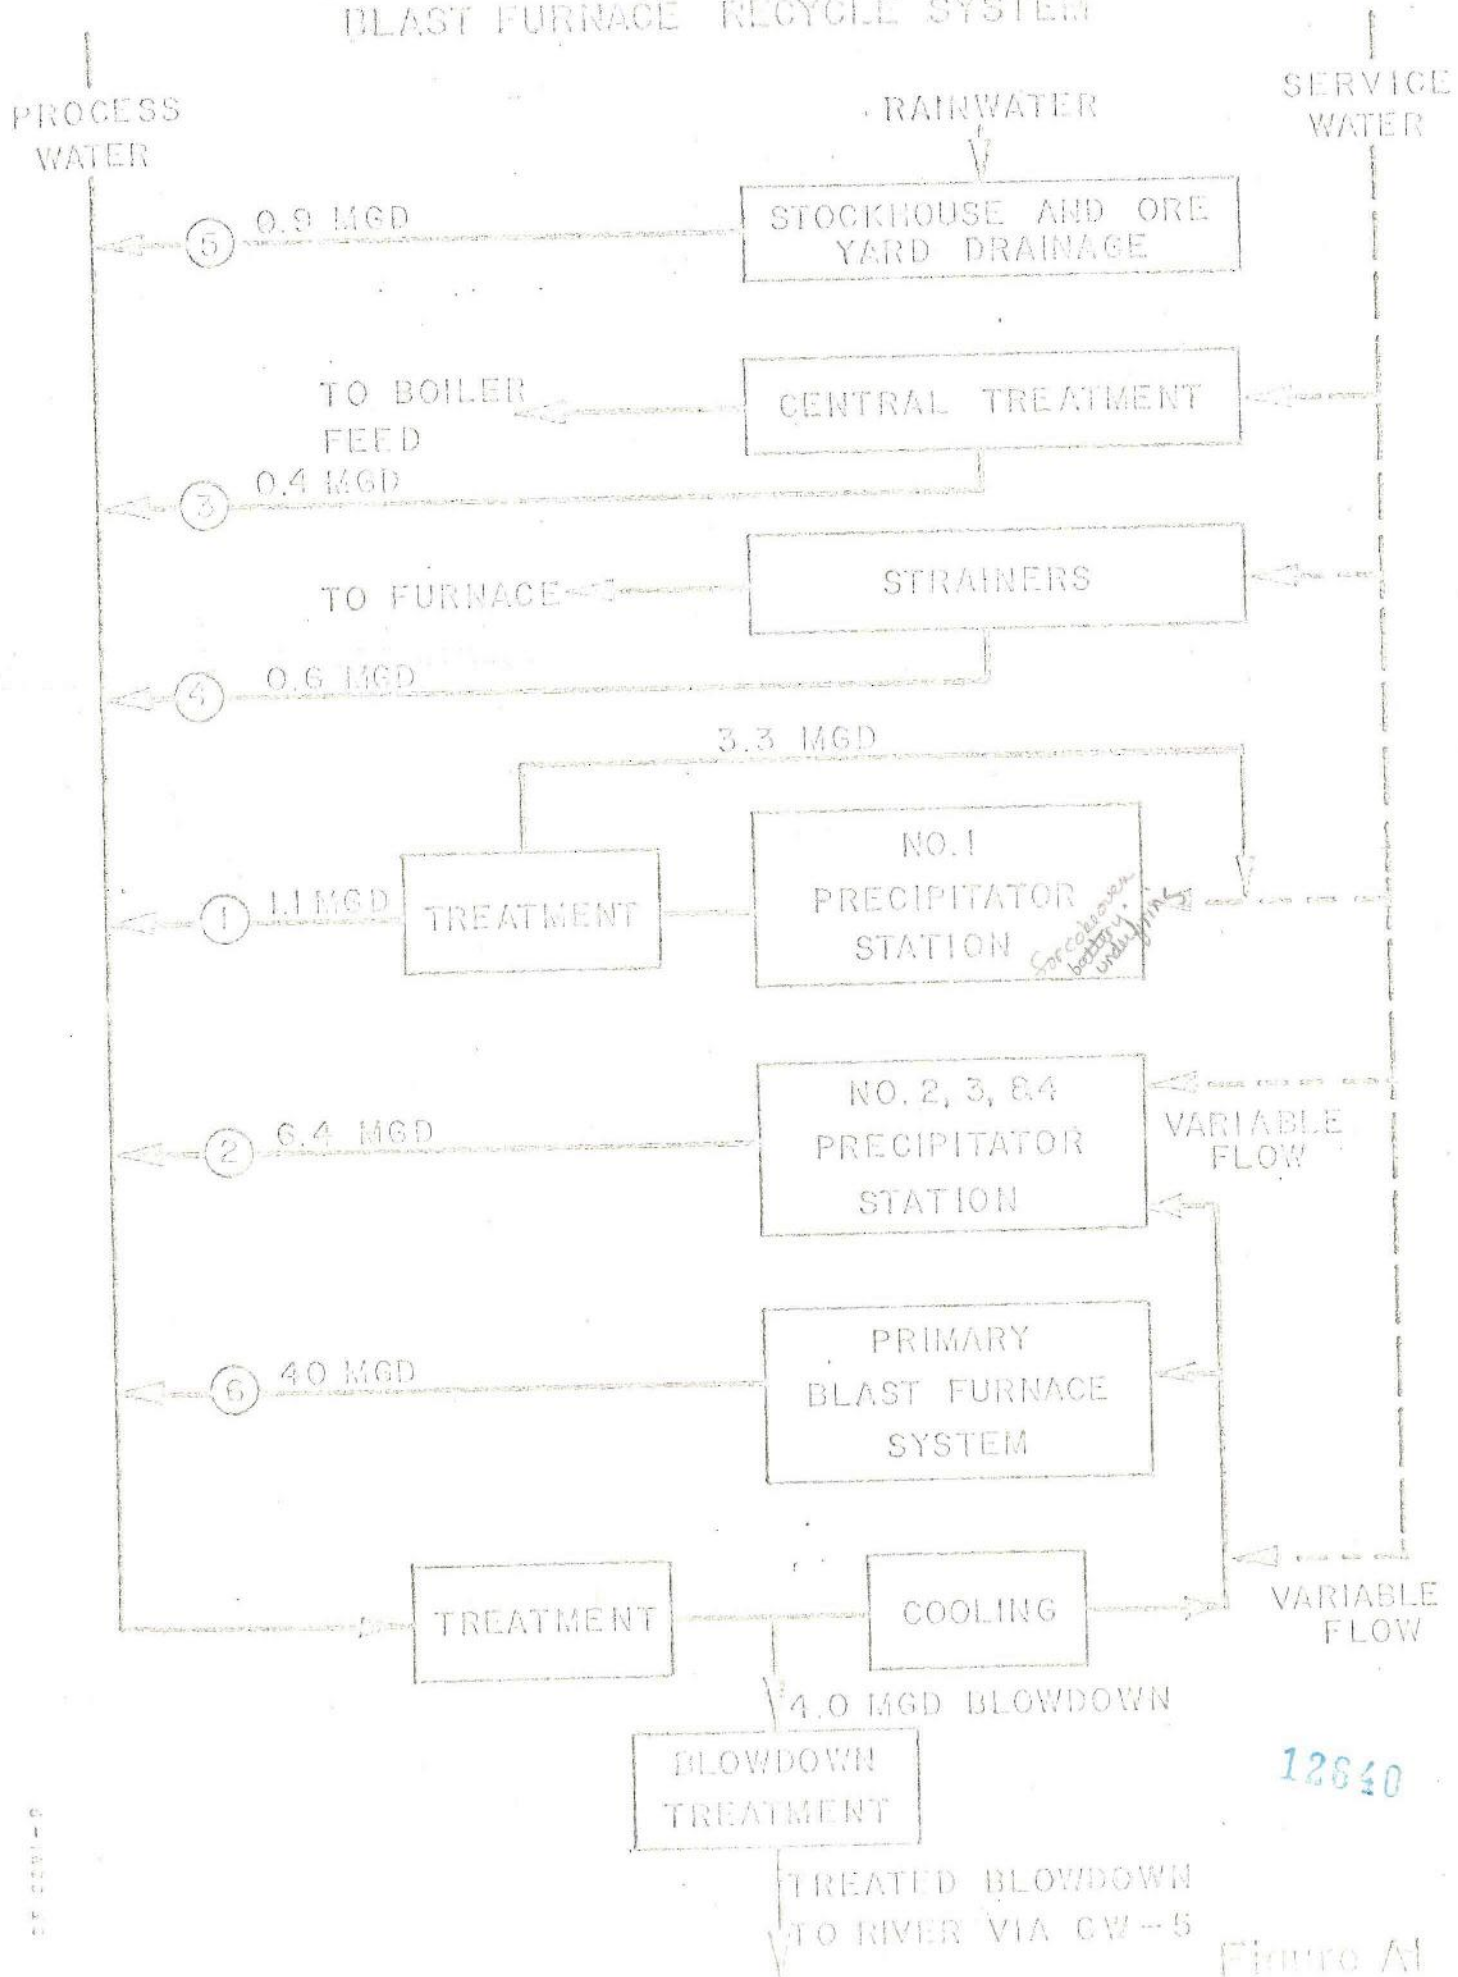 BLAST FURNACE RECYCLE SYSTEM
PROCESS
WATER
RAINWATER
SERVICE
WATER
5
0.9 MGD
STOCKHOUSE AND ORE
YARD DRAINAGE
TO BOILER
FEED
CENTRAL TREATMENT
3
0.4 MGD
TO FURNACE
STRAINERS
4
0.6 MGD
3.3 MGD
1
1.1 MGD
TREATMENT
NO. 1
PRECIPITATOR
STATION
battery
2
6.4 MGD
NO. 2, 3, &4
PRECIPITATOR
STATION
VARIABLE
FLOW
6
40 MGD
PRIMARY
BLAST FURNACE
SYSTEM
TREATMENT
COOLING
VARIABLE
FLOW
4.0 MGD BLOWDOWN
BLOWDOWN
TREATMENT
12640
TREATED BLOWDOWN
TO RIVER VIA CW-5
Figure A1